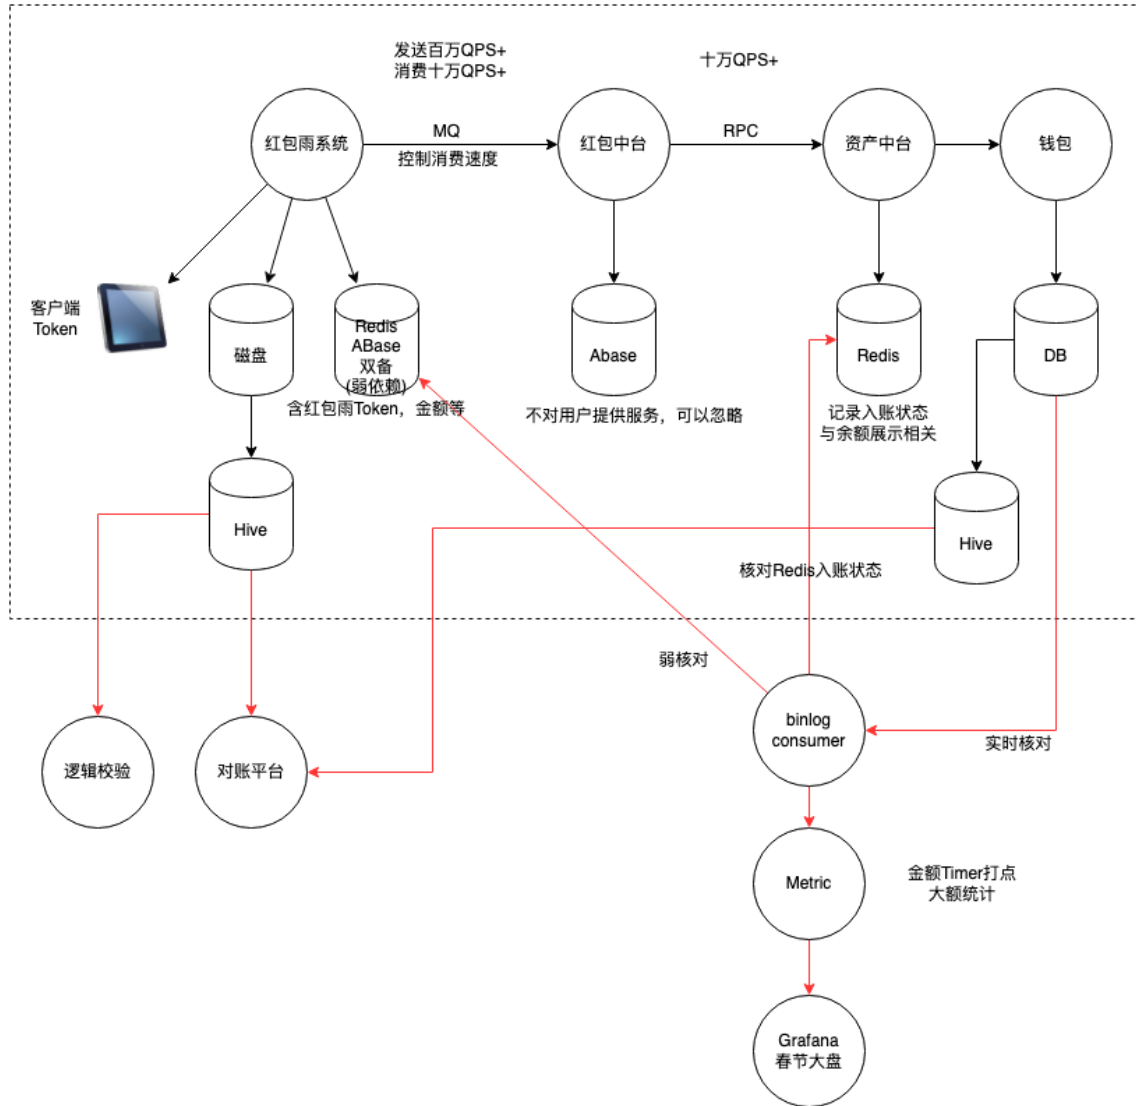 发送百万QPS+
消费十万QPS+
十万QPS+
红包雨系统
MQ
控制消费速度
红包中台
RPC
资产中台
钱包
客户端
Token
磁盘
Redis
ABase
双备
(弱依赖)
含红包雨Token，金额等
Abase
不对用户提供服务，可以忽略
Redis
记录入账状态
与余额展示相关
DB
Hive
Hive
核对Redis入账状态
弱核对
binlog
consumer
实时核对
逻辑校验
对账平台
Metric
金额Timer打点
大额统计
Grafana
春节大盘